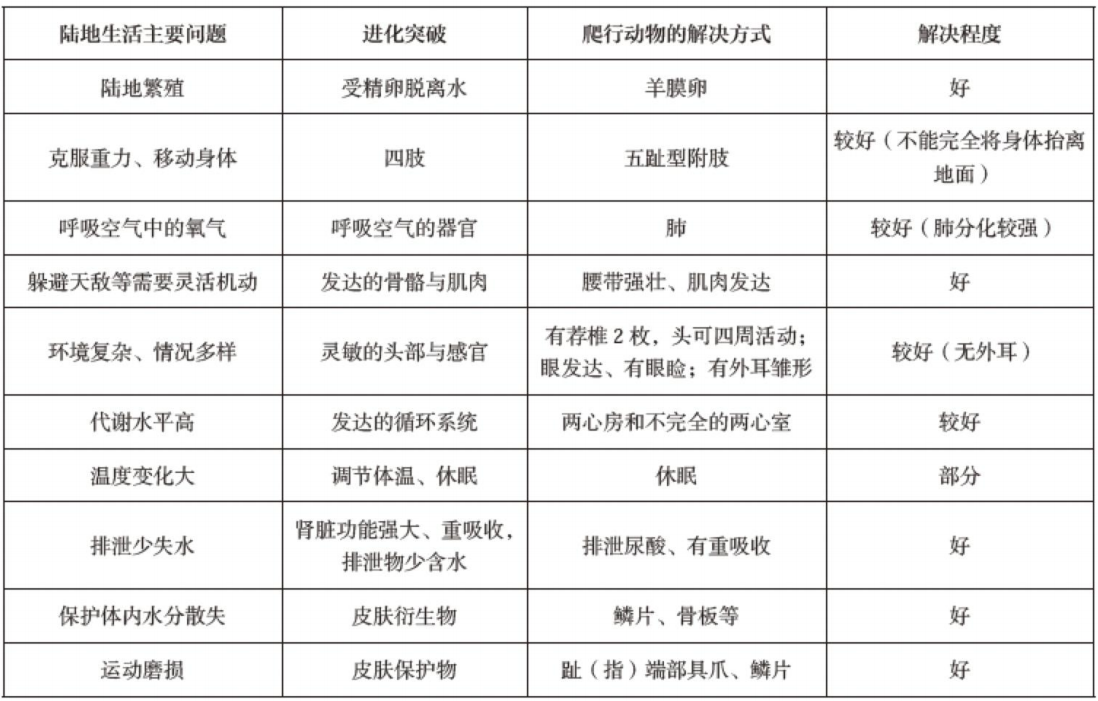 陆地生活主要问题 进化突破 爬行动物的解决方式 解决程度
陆地繁殖 受精卵脱离水 羊膜卵 好
克服重力、移动身体 四肢 五趾型附肢 较好（不能完全将身体抬离
地面）
呼吸空气中的氧气 呼吸空气的器官 肺 较好（肺分化较强）
躲避天敌等需要灵活机动 发达的骨骼与肌肉 腰带强壮、肌肉发达 好
环境复杂、情况多样 灵敏的头部与感官 有荐椎 2 枚，头可四周活动；
眼发达、有眼睑；有外耳雏形 较好（无外耳）
代谢水平高 发达的循环系统 两心房和不完全的两心室 较好
温度变化大 调节体温、休眠 休眠 部分
排泄少失水 肾脏功能强大、重吸收，
排泄物少含水 排泄尿酸、有重吸收 好
保护体内水分散失 皮肤衍生物 鳞片、骨板等 好
运动磨损 皮肤保护物 趾（指）端部具爪、鳞片 好